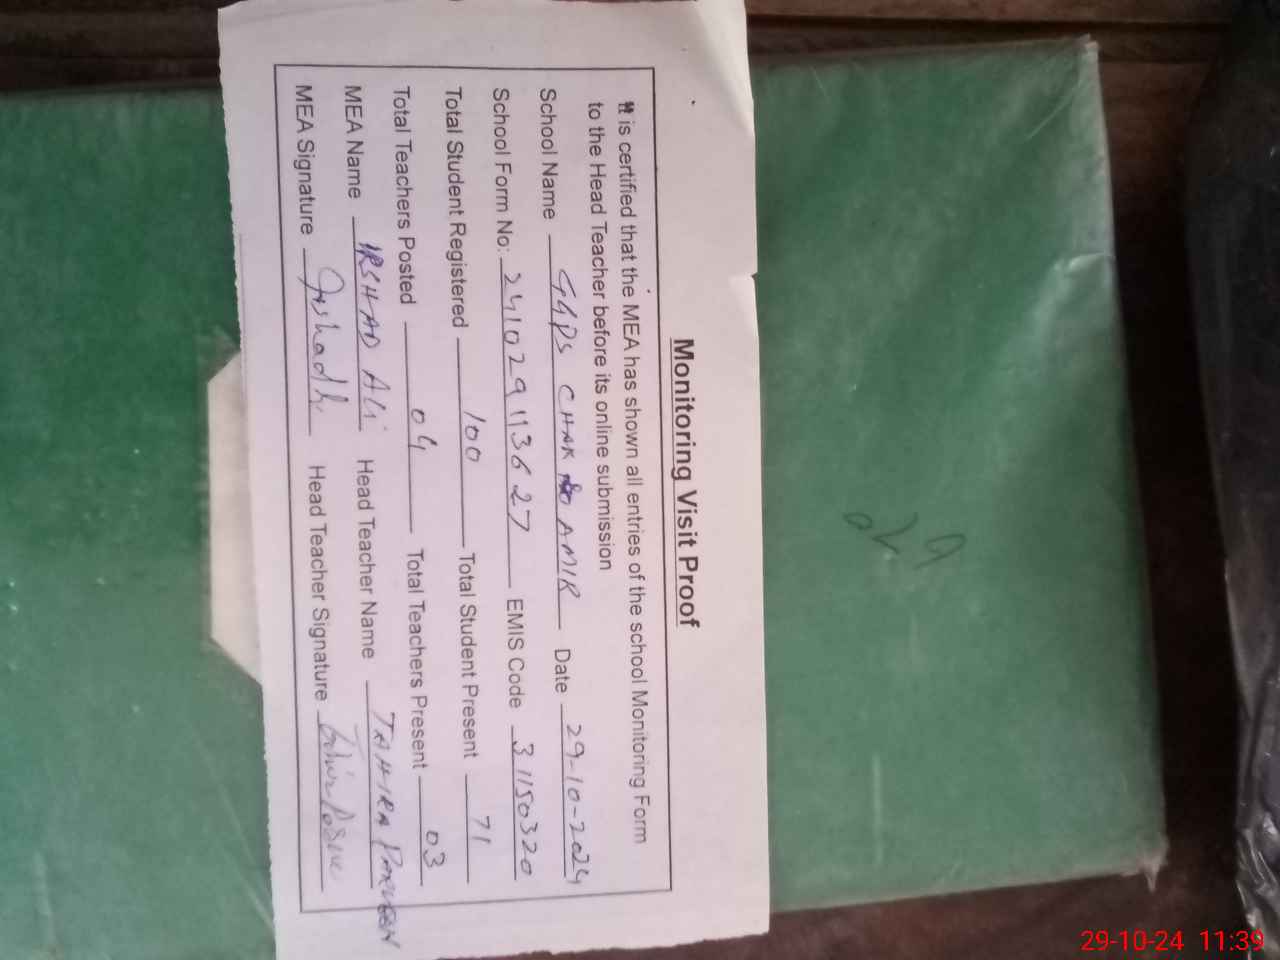 Monitoring Visit Proof
It is certified that the MEA has shown all entries of the school Monitoring Form
to the Head Teacher before its online submission
School Name GGPS CHAK AMIR Date 29-10-2024
School Form No: 241029113627 EMIS Code 31150320
Total Student Registered 100 Total Student Present 71
Total Teachers Posted 04 Total Teachers Present 03
MEA Name IRSHAD Ali Head Teacher Name TAHIRA PARVEEN
MEA Signature Head Teacher Signature
29-10-24 11:39